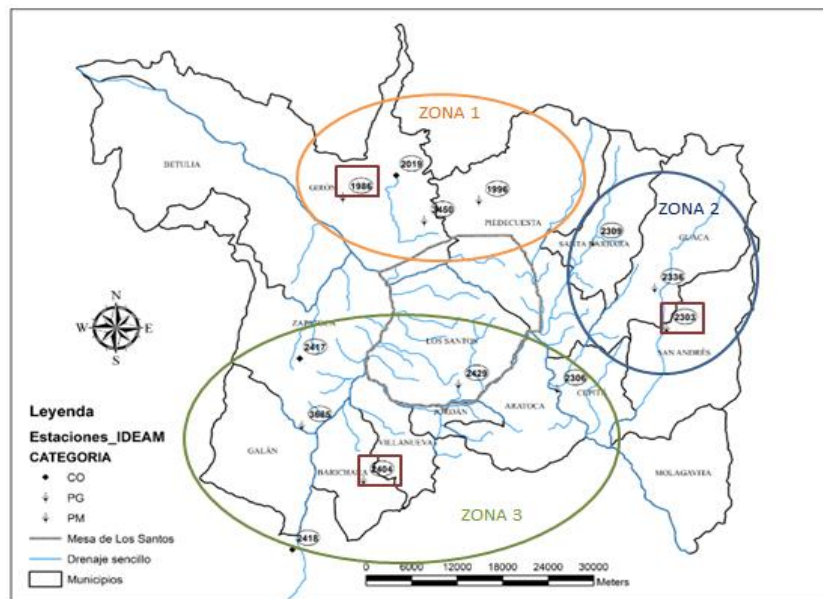 ZONA 1
BETULIA
GIRÓN
1986
2019
1996
2450
PIEDECUESTA
ZONA 2
SANTA BARBARA
2309
GUACA
2336
2303
SAN ANDRÉS
N
W E
S
ZAPATOCA
2417
LOS SANTOS
2429
2306
CEPITÁ
JORDÁN
ARATOCA
3685
GALÁN
VILLANUEVA
BARICHARA
2404
MOLAGAVITA
ZONA 3
2418
Leyenda
Estaciones_IDEAM
CATEGORIA
CO
PG
PM
Mesa de Los Santos
Drenaje sencillo
Municipios
0 6000 12000 18000 24000 30000
Meters